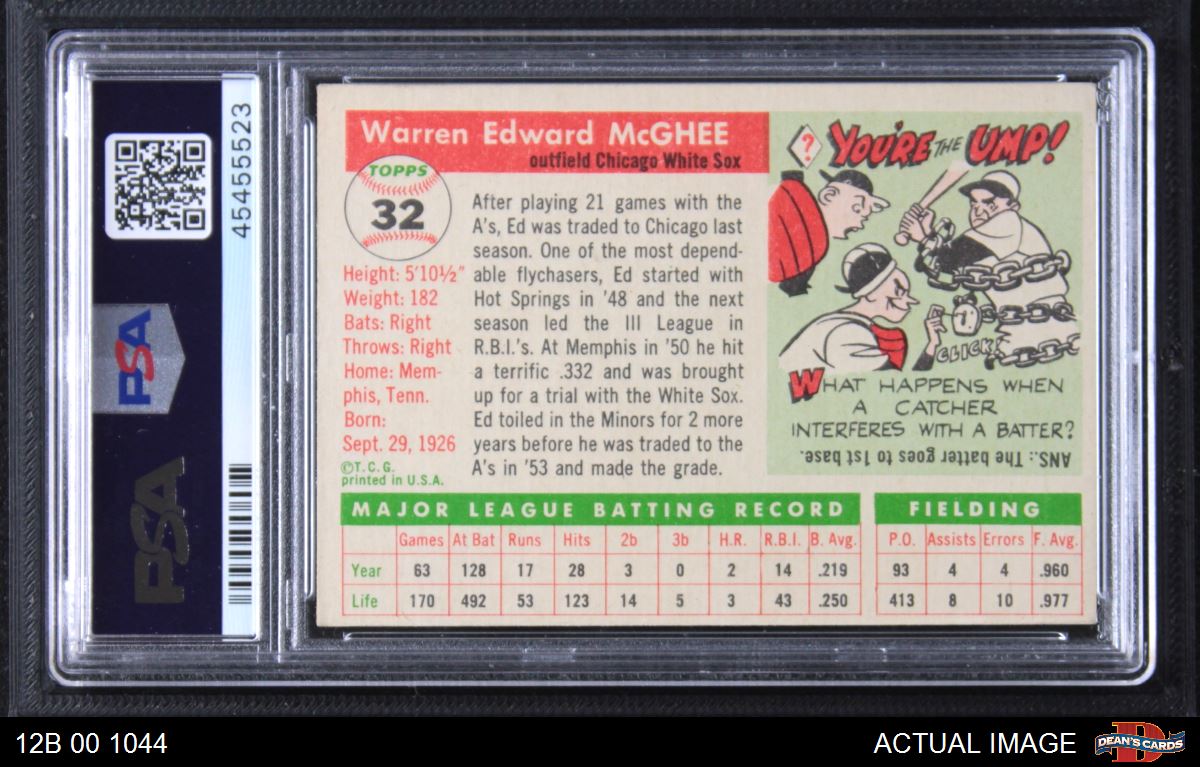 45455523
PSA
PSA
Warren Edward McGHEE
outfield Chicago White Sox
TOPPS
32
Height: 5'10½"
Weight: 182
Bats: Right
Throws: Right
Home: Mem-
phis, Tenn.
Born:
Sept. 29, 1926
©T.C.G.
printed in U.S.A.
After playing 21 games with the
A's, Ed was traded to Chicago last
season. One of the most depend-
able flychasers, Ed started with
Hot Springs in '48 and the next
season led the III League in
R.B.I.'s. At Memphis in '50 he hit
a terrific .332 and was brought
up for a trial with the White Sox.
Ed toiled in the Minors for 2 more
years before he was traded to the
A's in '53 and made the grade.
?
YOU'RE THE UMP!
CLICK!
WHAT HAPPENS WHEN
A CATCHER
INTERFERES WITH A BATTER?
ANS.: The batter goes to 1st base.
MAJOR LEAGUE BATTING RECORD
Games At Bat Runs Hits 2b 3b H.R. R.B.I. B. Avg.
Year 63 128 17 28 3 0 2 14 .219
Life 170 492 53 123 14 5 3 43 .250
FIELDING
P.O. Assists Errors F. Avg.
93 4 4 .960
413 8 10 .977
12B 00 1044
ACTUAL IMAGE
D
DEAN'S CARDS